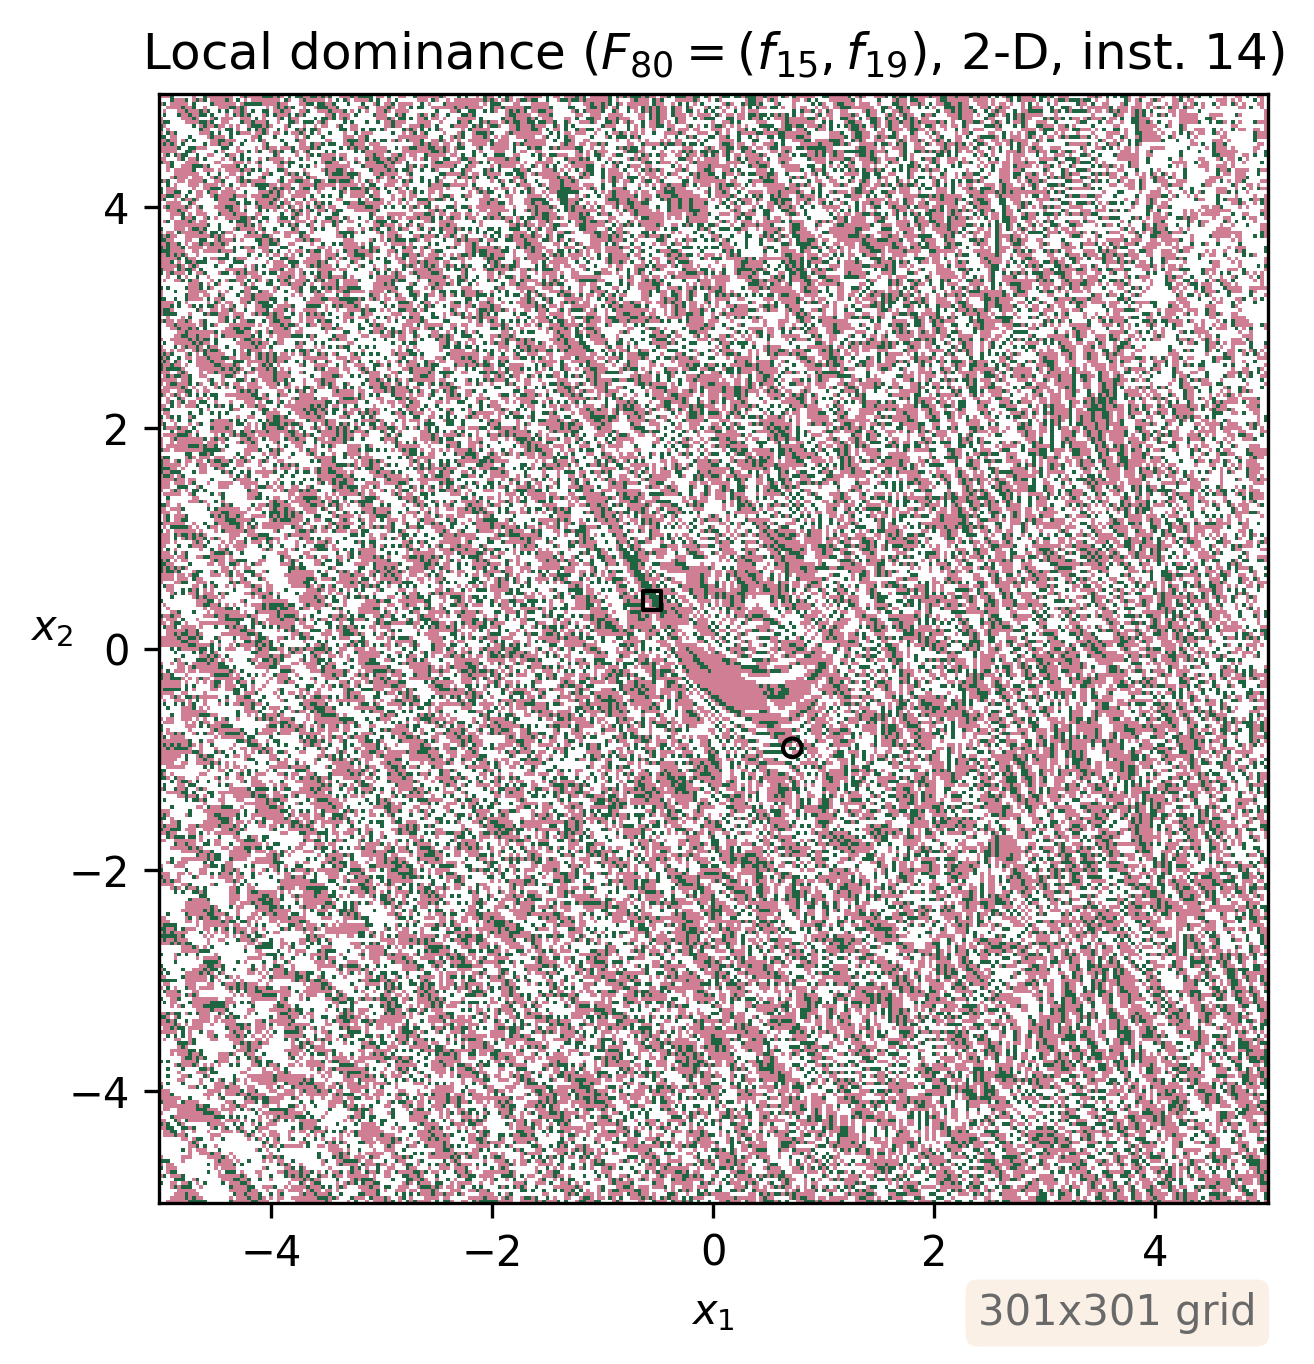 Local dominance (F₈₀ = (f₁₅, f₁₉), 2-D, inst. 14)
4
2
x₂ 0
−2
−4
−4 −2 0 2 4
x₁
301x301 grid